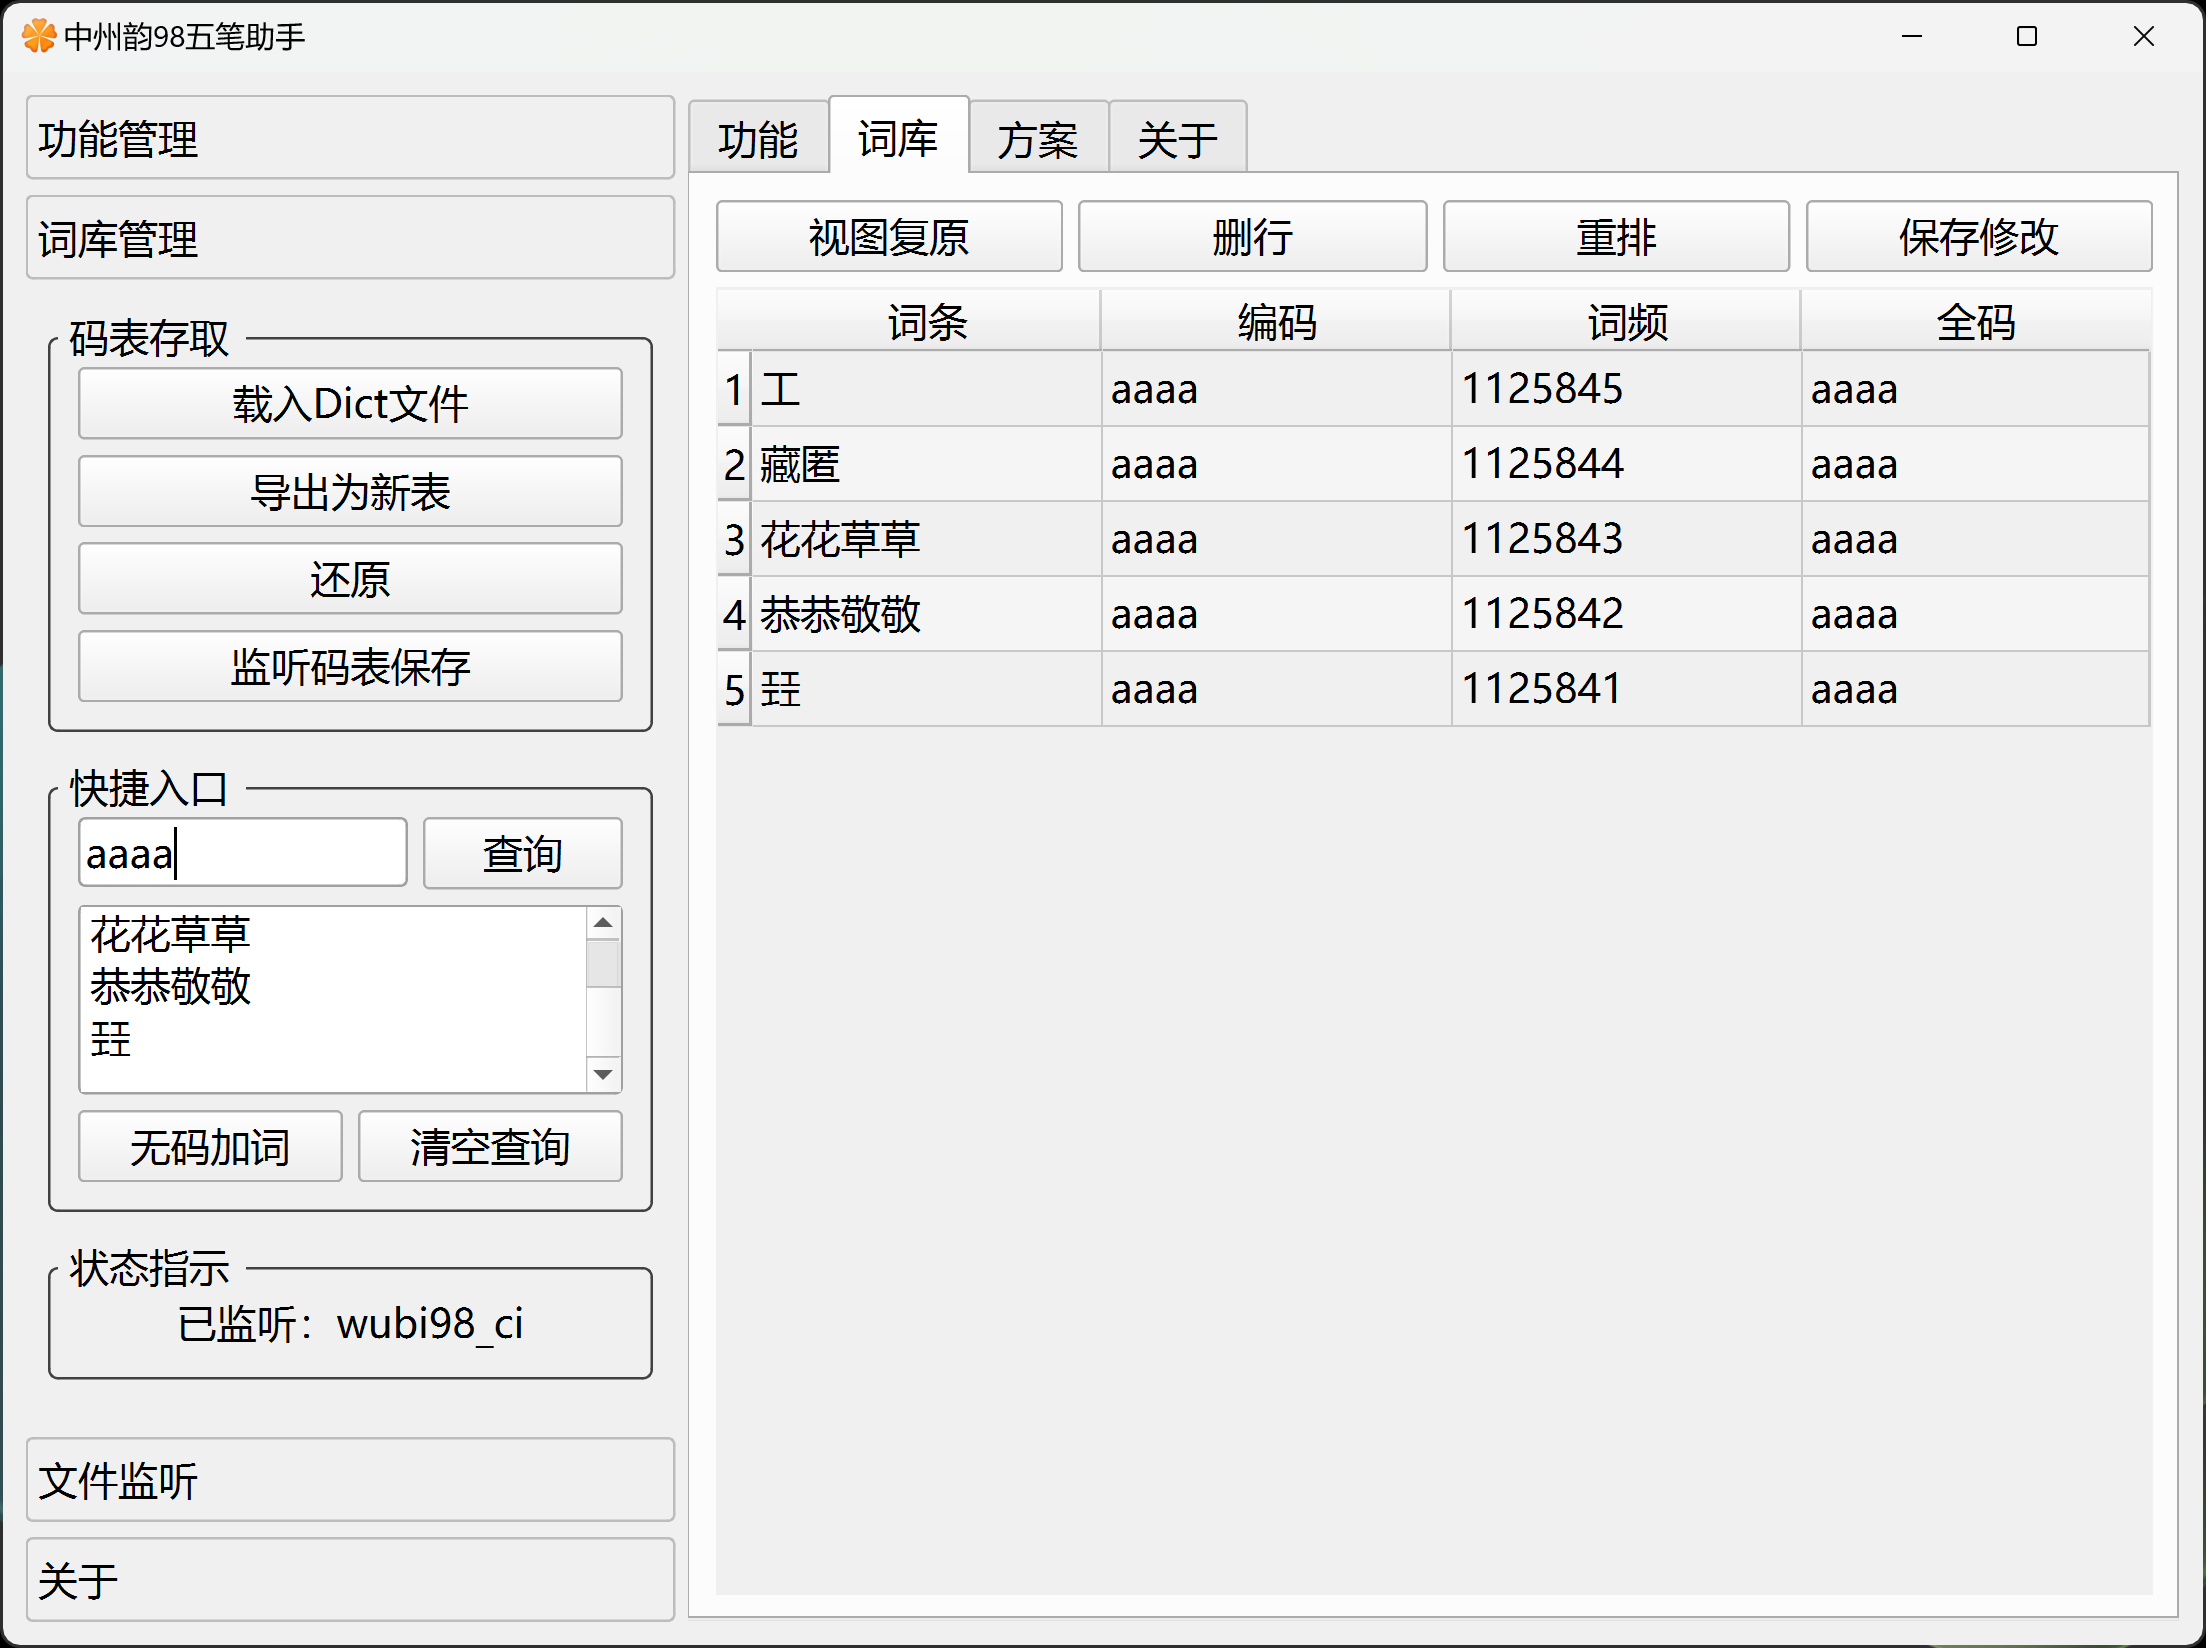 中州韵98五笔助手
功能管理
词库管理
码表存取
载入Dict文件
导出为新表
还原
监听码表保存
快捷入口
aaaa 查询
花花草草
恭恭敬敬
㠭
无码加词 清空查询
状态指示
已监听：wubi98_ci
文件监听
关于
功能 词库 方案 关于
视图复原 删行 重排 保存修改
词条 编码 词频 全码
1 工 aaaa 1125845 aaaa
2 藏匿 aaaa 1125844 aaaa
3 花花草草 aaaa 1125843 aaaa
4 恭恭敬敬 aaaa 1125842 aaaa
5 㠭 aaaa 1125841 aaaa